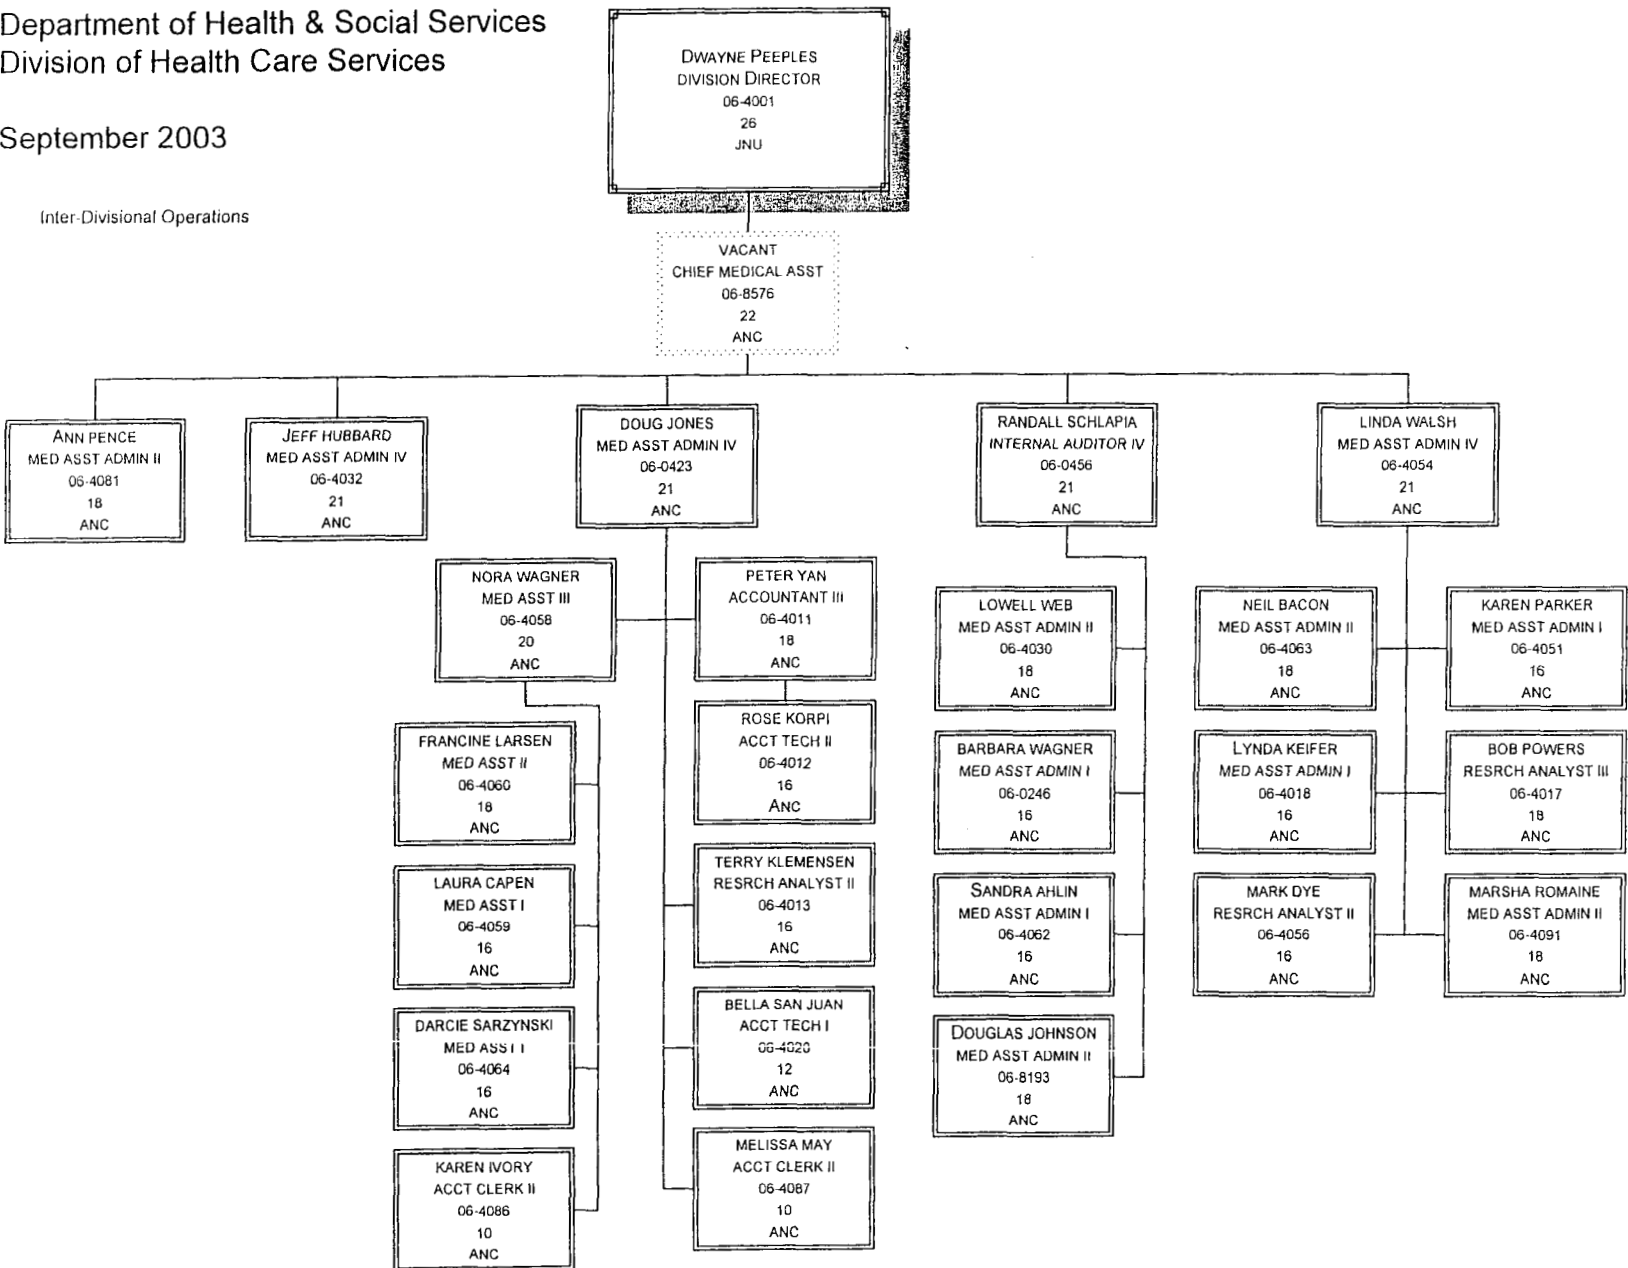 Department of Health & Social Services
Division of Health Care Services
September 2003
Inter-Divisional Operations
DWAYNE PEEPLES
DIVISION DIRECTOR
06-4001
26
JNU
VACANT
CHIEF MEDICAL ASST
06-8576
22
ANC
ANN PENCE
MED ASST ADMIN II
06-4081
18
ANC
JEFF HUBBARD
MED ASST ADMIN IV
06-4032
21
ANC
DOUG JONES
MED ASST ADMIN IV
06-0423
21
ANC
RANDALL SCHLAPIA
INTERNAL AUDITOR IV
06-0456
21
ANC
LINDA WALSH
MED ASST ADMIN IV
06-4054
21
ANC
NORA WAGNER
MED ASST III
06-4058
20
ANC
FRANCINE LARSEN
MED ASST II
06-4060
18
ANC
LAURA CAPEN
MED ASST I
06-4059
16
ANC
DARCIE SARZYNSKI
MED ASST I
06-4064
16
ANC
KAREN IVORY
ACCT CLERK II
06-4086
10
ANC
PETER YAN
ACCOUNTANT III
06-4011
18
ANC
ROSE KORPI
ACCT TECH II
06-4012
16
ANC
TERRY KLEMENSEN
RESRCH ANALYST II
06-4013
16
ANC
BELLA SAN JUAN
ACCT TECH I
06-4020
12
ANC
MELISSA MAY
ACCT CLERK II
06-4087
10
ANC
LOWELL WEB
MED ASST ADMIN II
06-4030
18
ANC
BARBARA WAGNER
MED ASST ADMIN I
06-0246
16
ANC
SANDRA AHLIN
MED ASST ADMIN I
06-4062
16
ANC
DOUGLAS JOHNSON
MED ASST ADMIN II
06-8193
18
ANC
NEIL BACON
MED ASST ADMIN II
06-4063
18
ANC
KAREN PARKER
MED ASST ADMIN I
06-4051
16
ANC
LYNDA KEIFER
MED ASST ADMIN I
06-4018
16
ANC
BOB POWERS
RESRCH ANALYST III
06-4017
18
ANC
MARK DYE
RESRCH ANALYST II
06-4056
16
ANC
MARSHA ROMAINE
MED ASST ADMIN II
06-4091
18
ANC